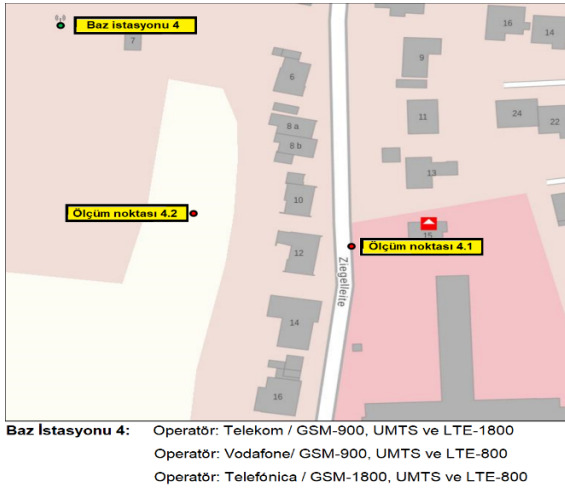 Baz istasyonu 4
7
6
8 a
8 b
10
12
14
16
9
11
13
15
16
14
24
22
Ölçüm noktası 4.2
Ölçüm noktası 4.1
Ziegelleite
Baz İstasyonu 4: Operatör: Telekom / GSM-900, UMTS ve LTE-1800
Operatör: Vodafone/ GSM-900, UMTS ve LTE-800
Operatör: Telefónica / GSM-1800, UMTS ve LTE-800